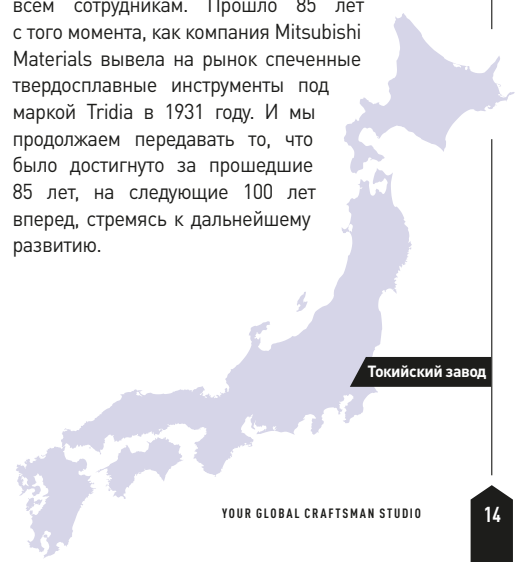 всем сотрудникам. Прошло 85 лет
с того момента, как компания Mitsubishi
Materials вывела на рынок спеченные
твердосплавные инструменты под
маркой Tridia в 1931 году. И мы
продолжаем передавать то, что
было достигнуто за прошедшие
85 лет, на следующие 100 лет
вперед, стремясь к дальнейшему
развитию.
Токийский завод
YOUR GLOBAL CRAFTSMAN STUDIO
14